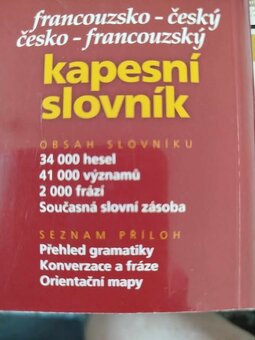 francouzsko - český
česko - francouzský
kapesní
slovník
OBSAH SLOVNÍKU
34 000 hesel
41 000 významů
2 000 frází
Současná slovní zásoba
SEZNAM PŘÍLOH
Přehled gramatiky
Konverzace a fráze
Orientační mapy